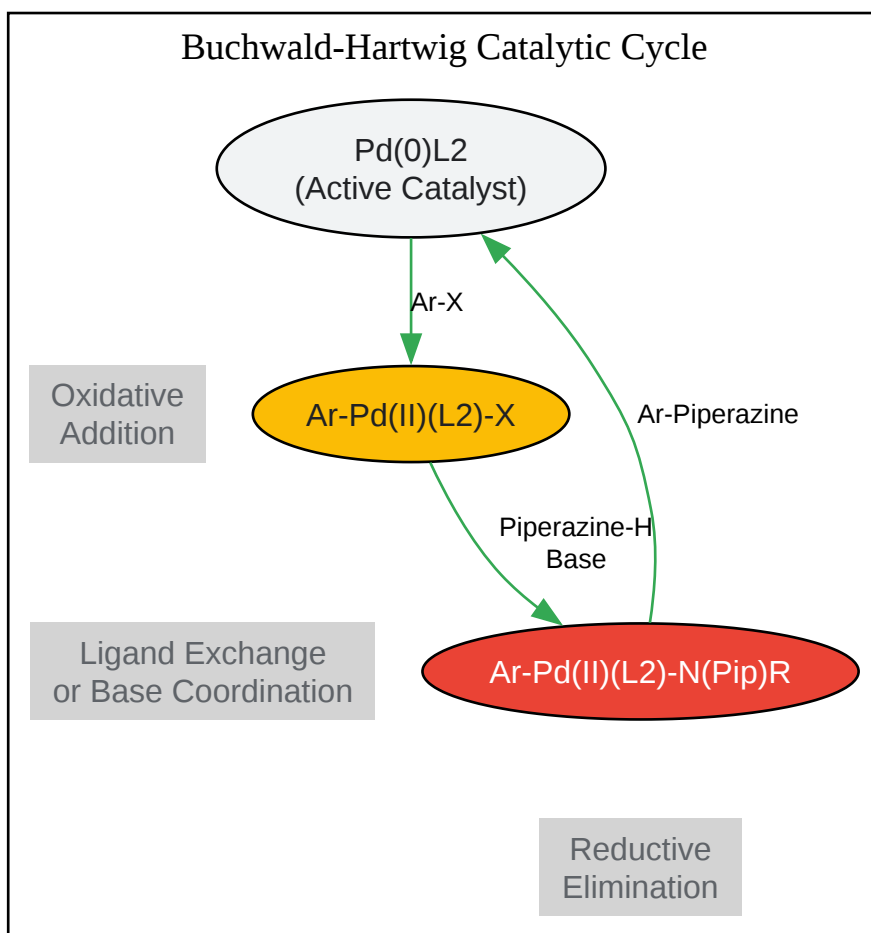 Buchwald-Hartwig Catalytic Cycle
Pd(0)L2
(Active Catalyst)
Ar-X
Oxidative
Addition
Ar-Pd(II)(L2)-X
Ar-Piperazine
Piperazine-H
Base
Ligand Exchange
or Base Coordination
Ar-Pd(II)(L2)-N(Pip)R
Reductive
Elimination